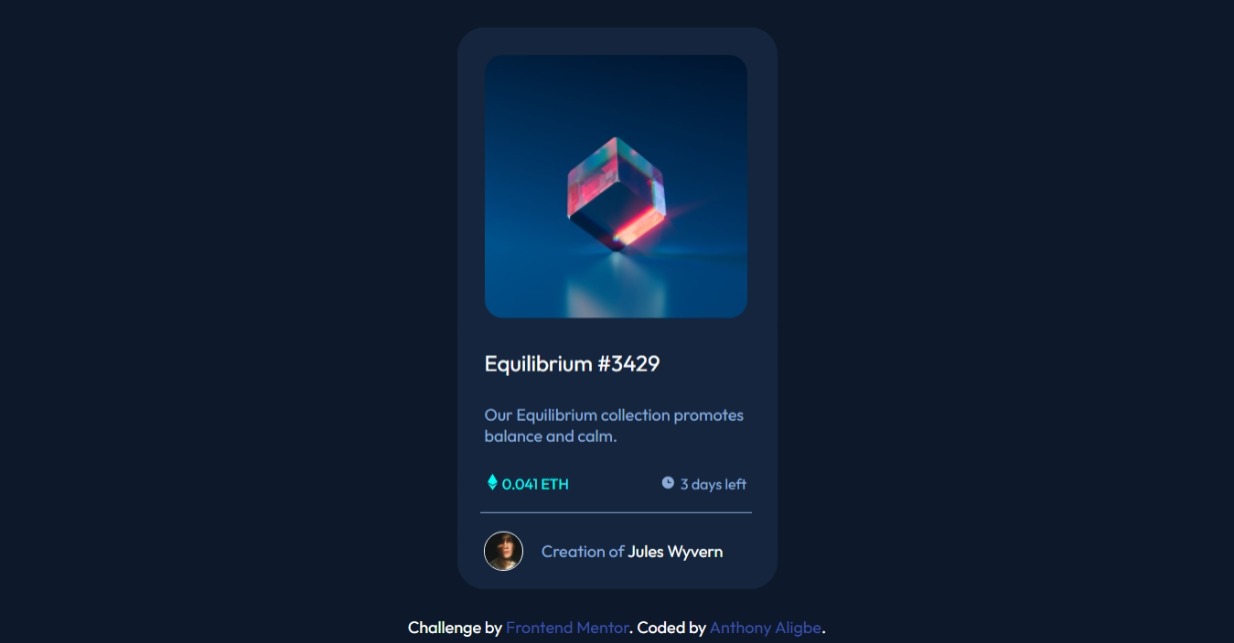 Equilibrium #3429
Our Equilibrium collection promotes
balance and calm.
0.041 ETH
3 days left
Creation of Jules Wyvern
Challenge by Frontend Mentor. Coded by Anthony Aligbe.